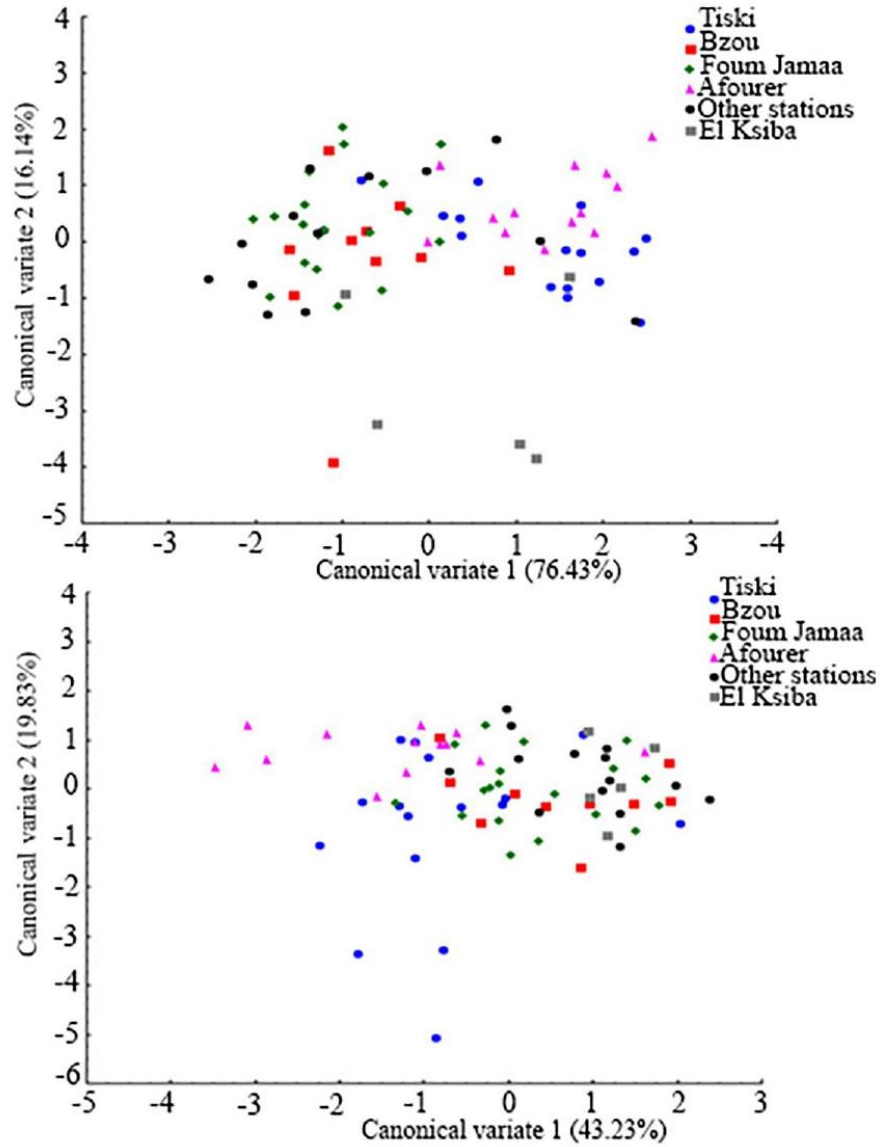 4
3
2
1
0
-1
-2
-3
-4
-5
Canonical variate 2 (16.14%)
Tiski
Bzou
Foum Jamaa
Afourer
Other stations
El Ksiba
-4 -3 -2 -1 0 1 2 3 -4
Canonical variate 1 (76.43%)
4
3
2
1
0
-1
-2
-3
-4
-5
-6
Canonical variate 2 (19.83%)
Tiski
Bzou
Foum Jamaa
Afourer
Other stations
El Ksiba
-5 -4 -3 -2 -1 0 1 2 3
Canonical variate 1 (43.23%)